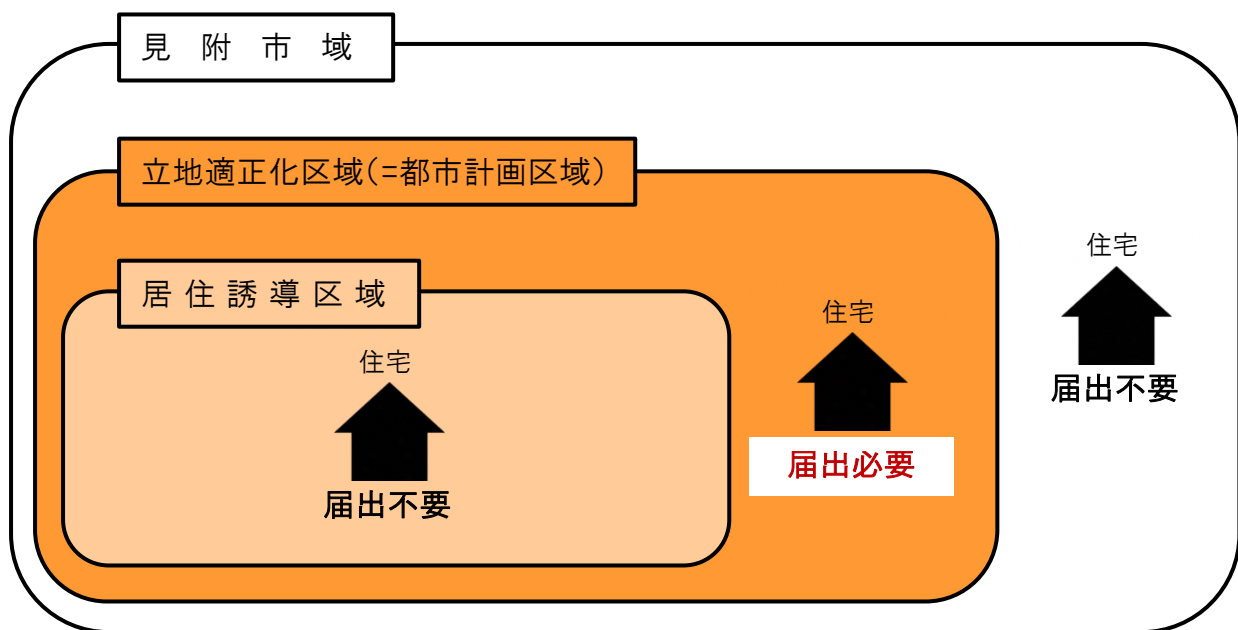 見附市域
立地適正化区域(=都市計画区域)
居住誘導区域
住宅
届出不要
住宅
届出必要
住宅
届出不要